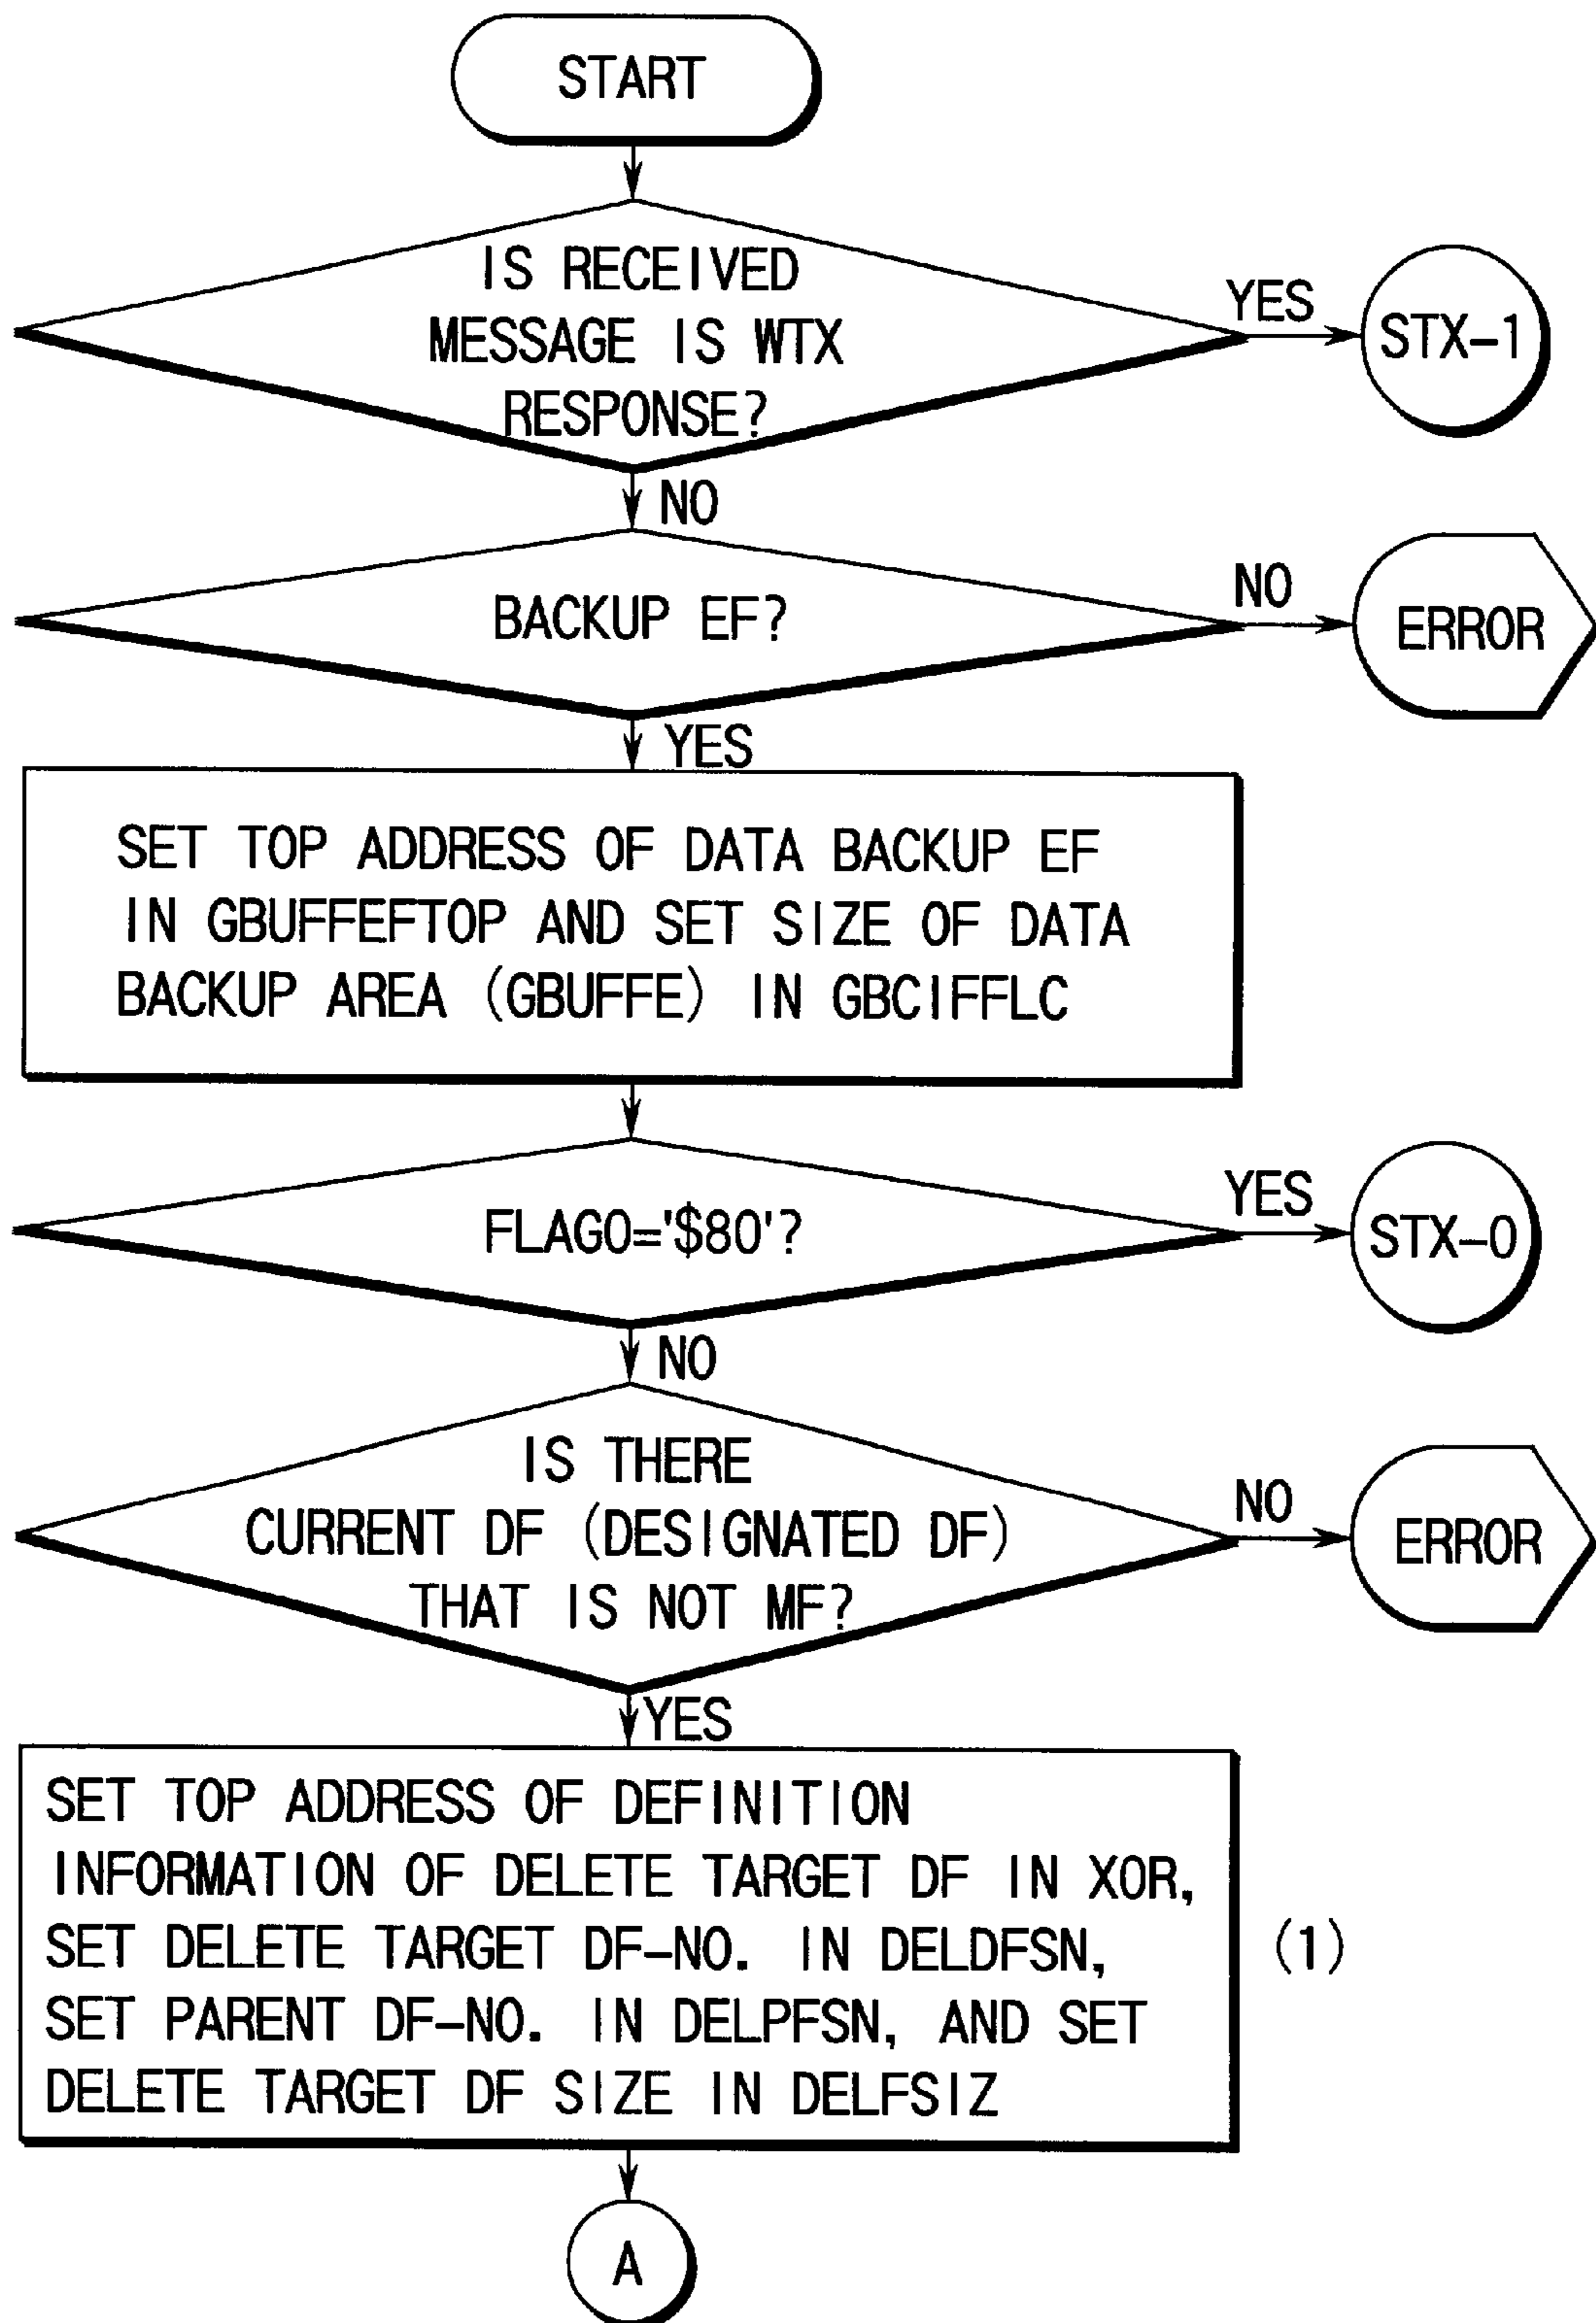 START
IS RECEIVED
MESSAGE IS WTX
RESPONSE?
YES
STX-1
NO
BACKUP EF?
NO
ERROR
YES
SET TOP ADDRESS OF DATA BACKUP EF
IN GBUFFEFTOP AND SET SIZE OF DATA
BACKUP AREA (GBUFFE) IN GBCIFFLC
FLAG0='$80'?
YES
STX-0
NO
IS THERE
CURRENT DF (DESIGNATED DF)
THAT IS NOT MF?
NO
ERROR
YES
SET TOP ADDRESS OF DEFINITION
INFORMATION OF DELETE TARGET DF IN XOR,
SET DELETE TARGET DF-NO. IN DELDFSN,
SET PARENT DF-NO. IN DELPFSN, AND SET
DELETE TARGET DF SIZE IN DELFSIZ
(1)
A